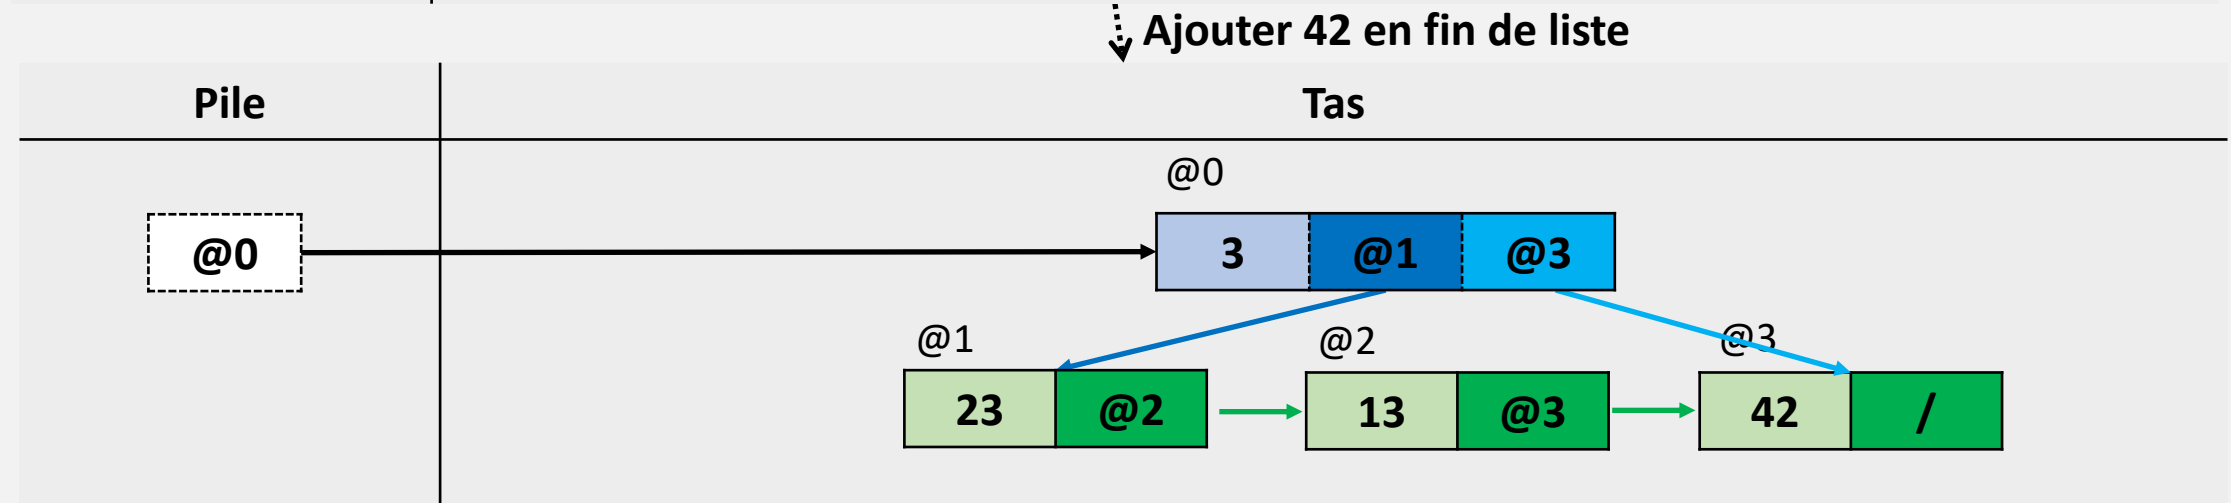 Ajouter 42 en fin de liste
Pile Tas
@0
@0 3 @1 @3
@1 @2 @3
23 @2 13 @3 42 /